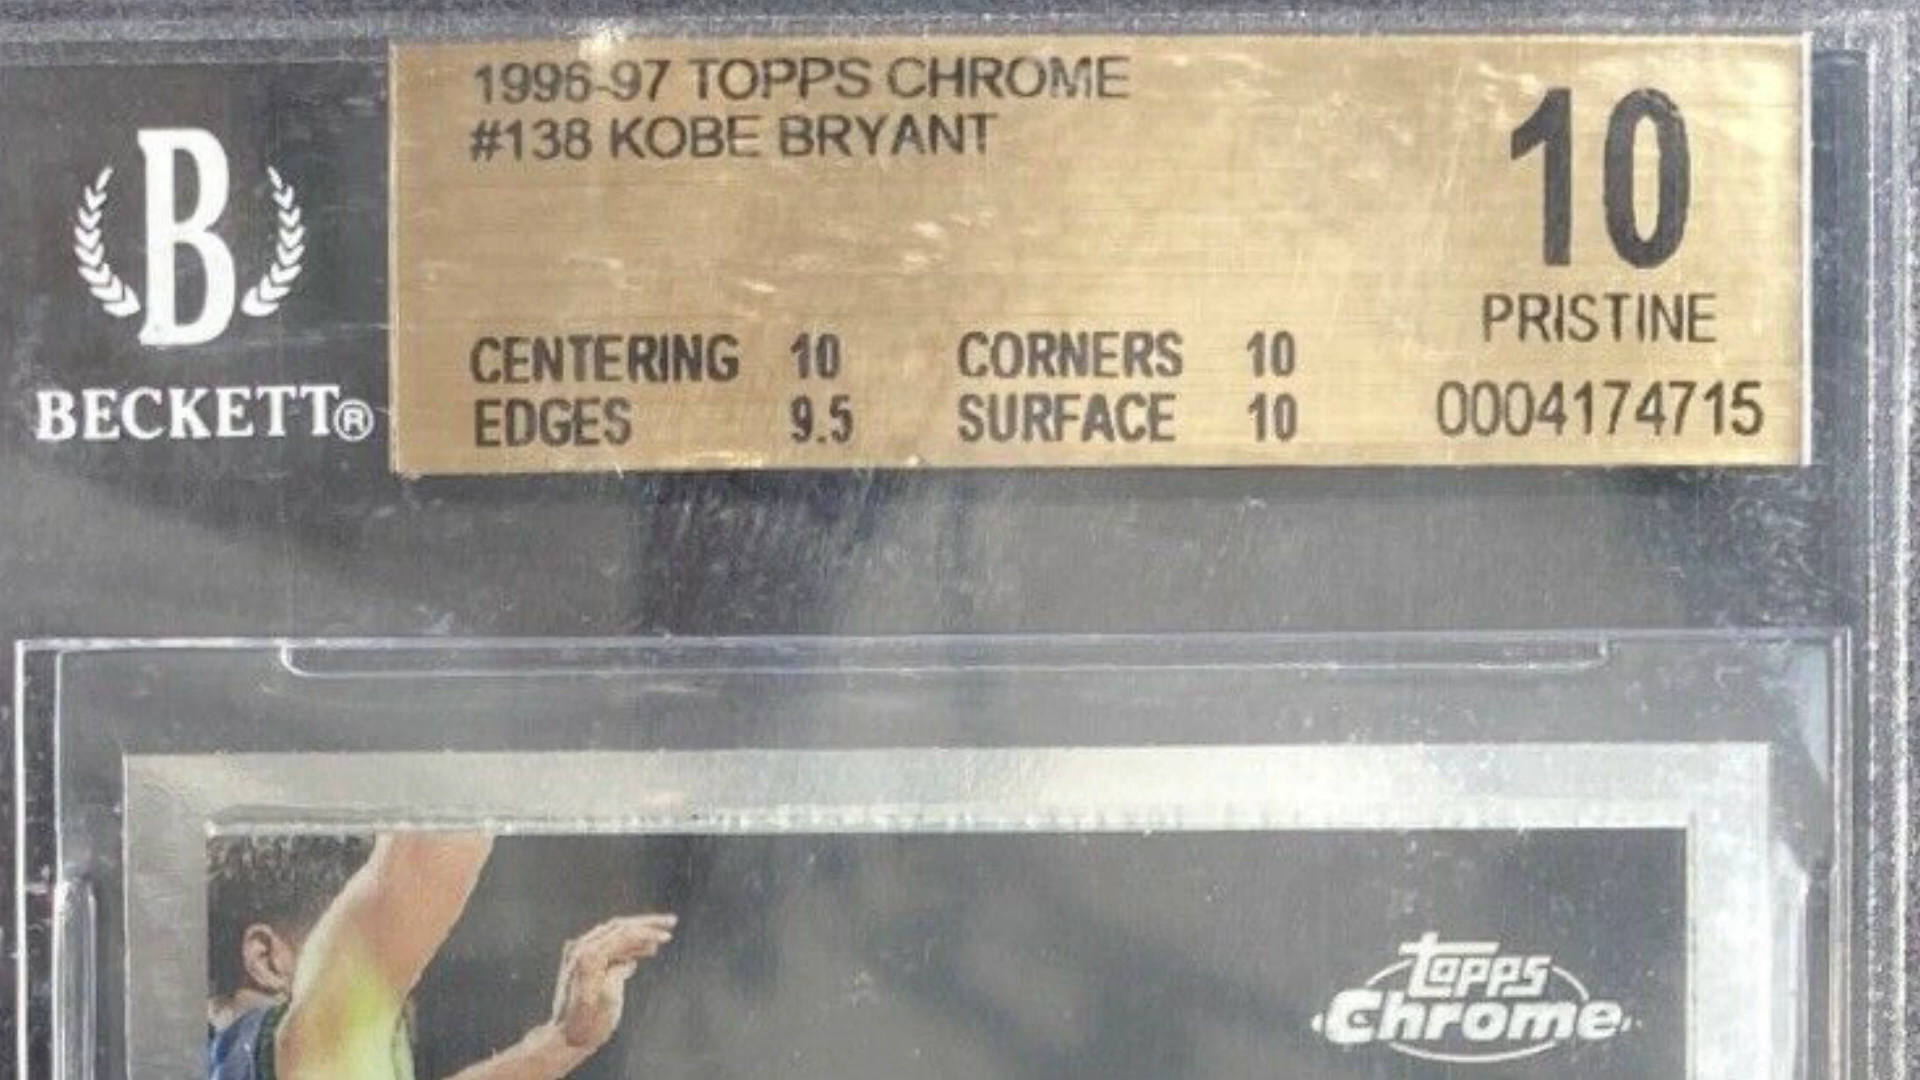 1996-97 TOPPS CHROME
#138 KOBE BRYANT
10
PRISTINE
B
BECKETT®
CENTERING 10 CORNERS 10
EDGES 9.5 SURFACE 10
0004174715
topps
Chrome